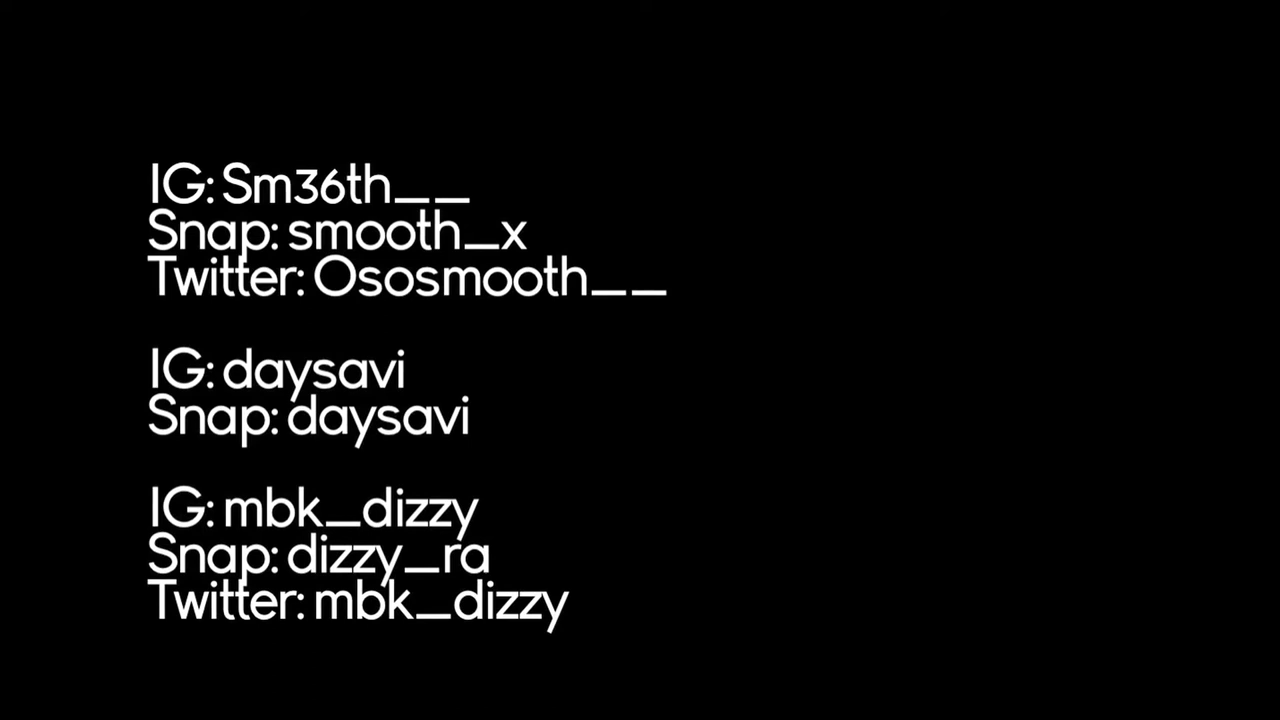 IG: Sm36th__
Snap: smooth_x
Twitter: Ososmooth__
IG: daysavi
Snap: daysavi
IG: mbk_dizzy
Snap: dizzy_ra
Twitter: mbk_dizzy